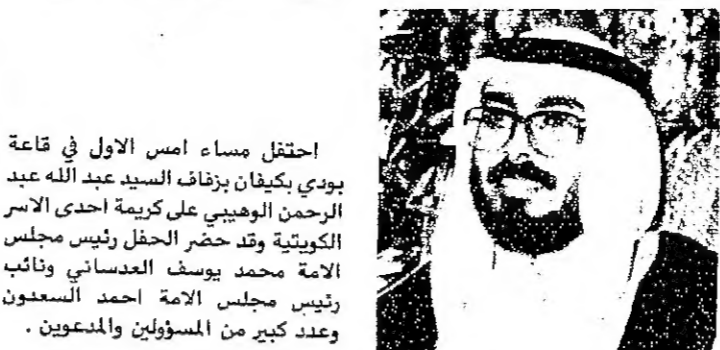 احتفل مساء امس الاول في قاعة
بودي بكيفان بزفاف السيد عبد الله عبد
الرحمن الوهيبي على كريمة احدى الاسر
الكويتية وقد حضر الحفل رئيس مجلس
الامة محمد يوسف العدساني ونائب
رئيس مجلس الامة احمد السعدون
وعدد كبير من المسؤولين والمدعوين .